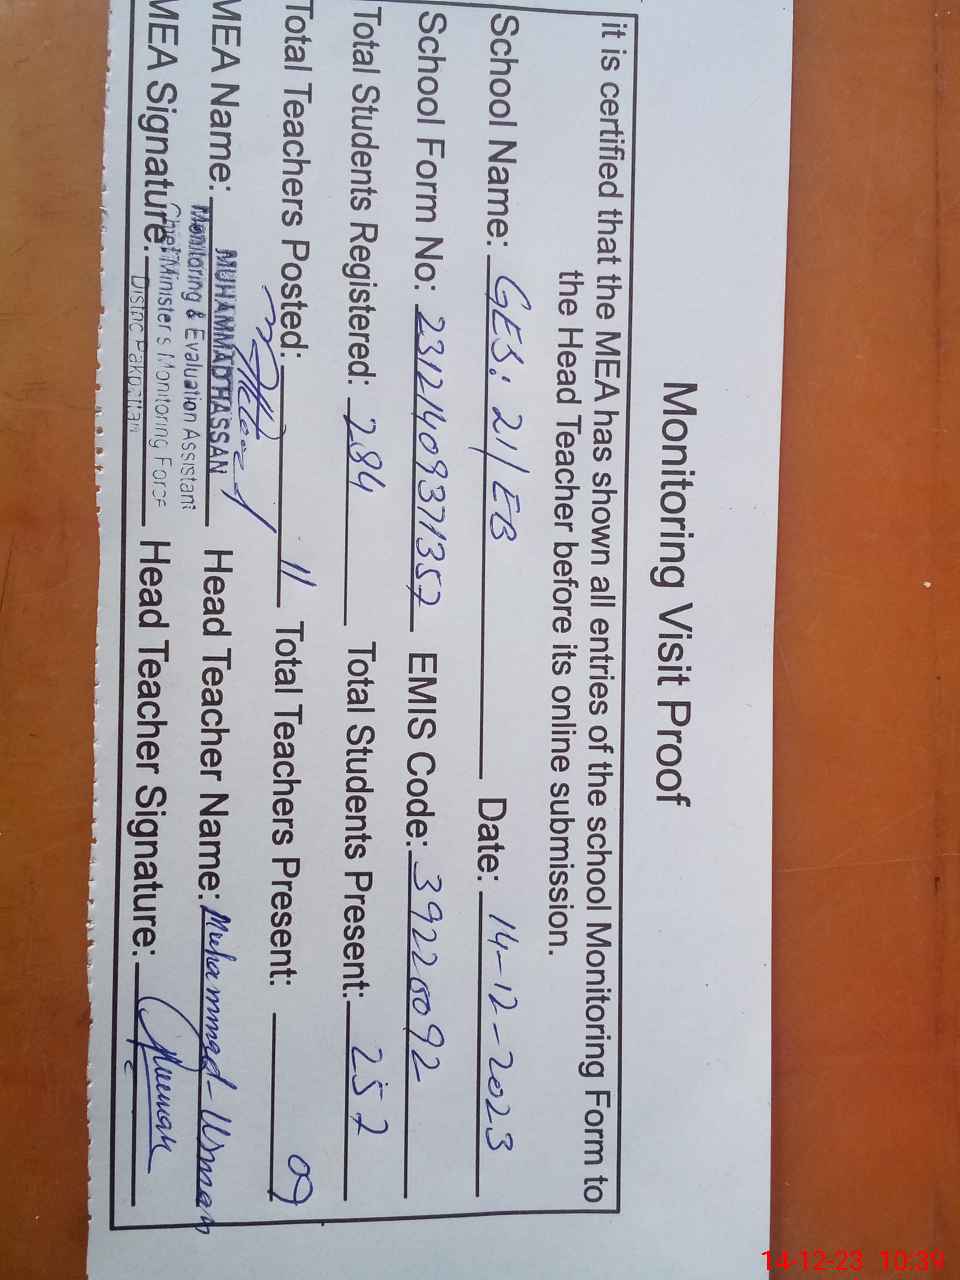 Monitoring Visit Proof
it is certified that the MEA has shown all entries of the school Monitoring Form to
the Head Teacher before its online submission.
School Name: GES: 21/EB Date: 14-12-2023
School Form No: 23121409371357 EMIS Code: 39220092
Total Students Registered: 284 Total Students Present: 257
Total Teachers Posted: 11 Total Teachers Present: 09
MEA Name: MUHAMMAD HASSAN Head Teacher Name: Muhammad Usman
Monitoring & Evaluation Assistant
MEA Signature: Head Teacher Signature:
Chief Minister s Monitoring Force
Distric Pakpattan
14-12-23 10:39